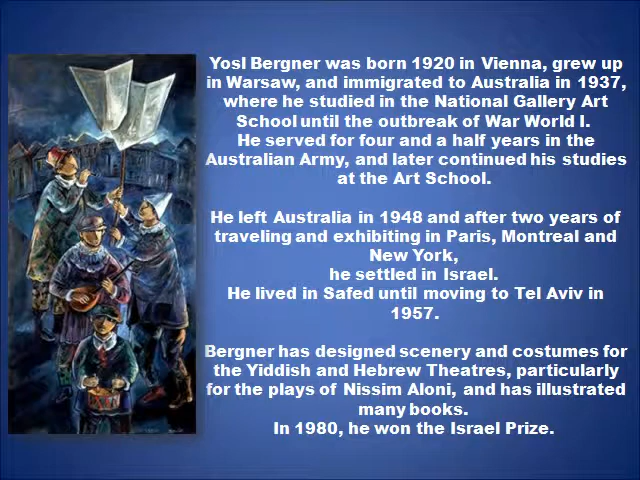 Yosl Bergner was born 1920 in Vienna, grew up
in Warsaw, and immigrated to Australia in 1937,
where he studied in the National Gallery Art
School until the outbreak of War World I.
He served for four and a half years in the
Australian Army, and later continued his studies
at the Art School.
He left Australia in 1948 and after two years of
traveling and exhibiting in Paris, Montreal and
New York,
he settled in Israel.
He lived in Safed until moving to Tel Aviv in
1957.
Bergner has designed scenery and costumes for
the Yiddish and Hebrew Theatres, particularly
for the plays of Nissim Aloni, and has illustrated
many books.
In 1980, he won the Israel Prize.